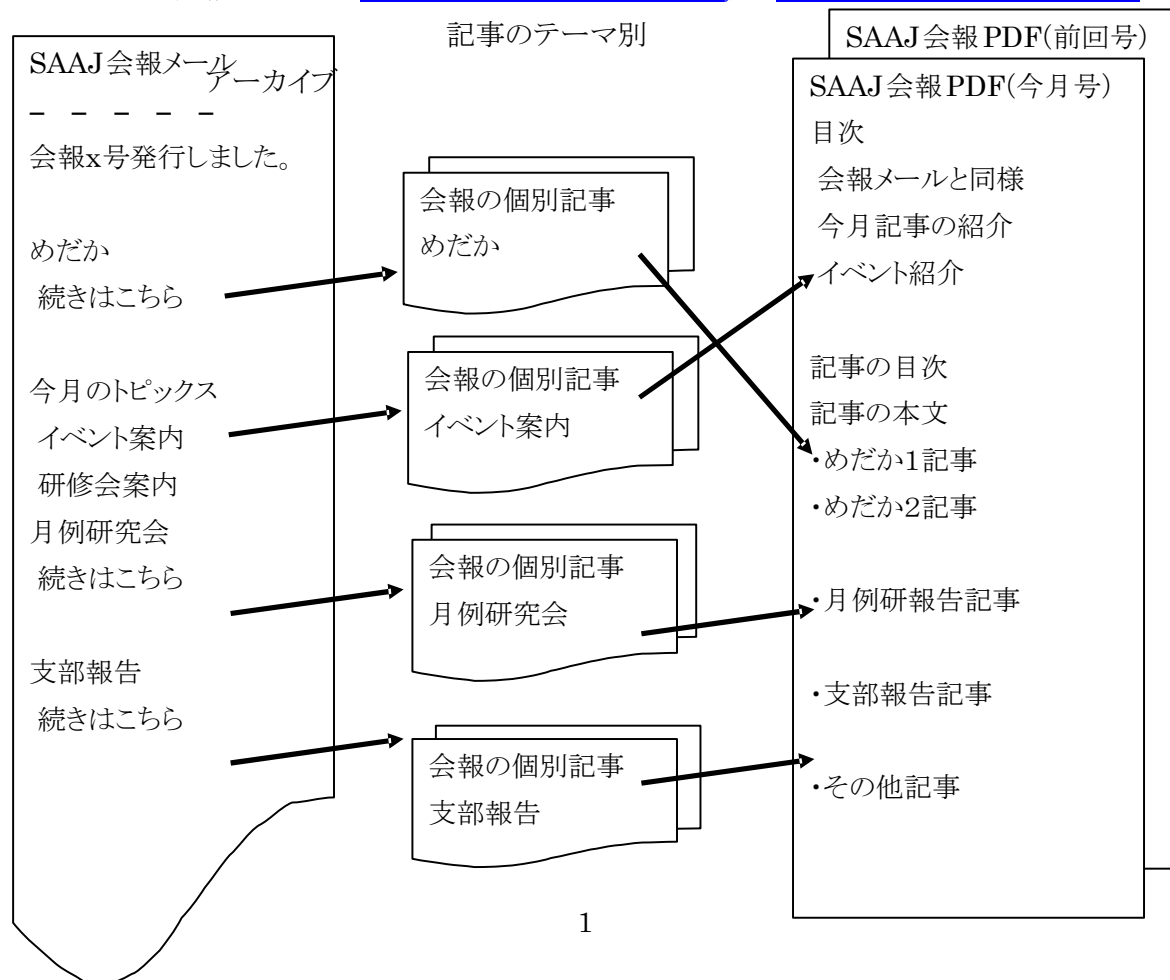 記事のテーマ別
SAAJ会報メール
アーカイブ
- - - - -
会報x号発行しました。
めだか
続きはこちら
今月のトピックス
イベント案内
研修会案内
月例研究会
続きはこちら
支部報告
続きはこちら
会報の個別記事
めだか
会報の個別記事
イベント案内
会報の個別記事
月例研究会
会報の個別記事
支部報告
SAAJ会報PDF(前回号)
SAAJ会報PDF(今月号)
目次
会報メールと同様
今月記事の紹介
イベント紹介
記事の目次
記事の本文
・めだか1記事
・めだか2記事
・月例研報告記事
・支部報告記事
・その他記事
1